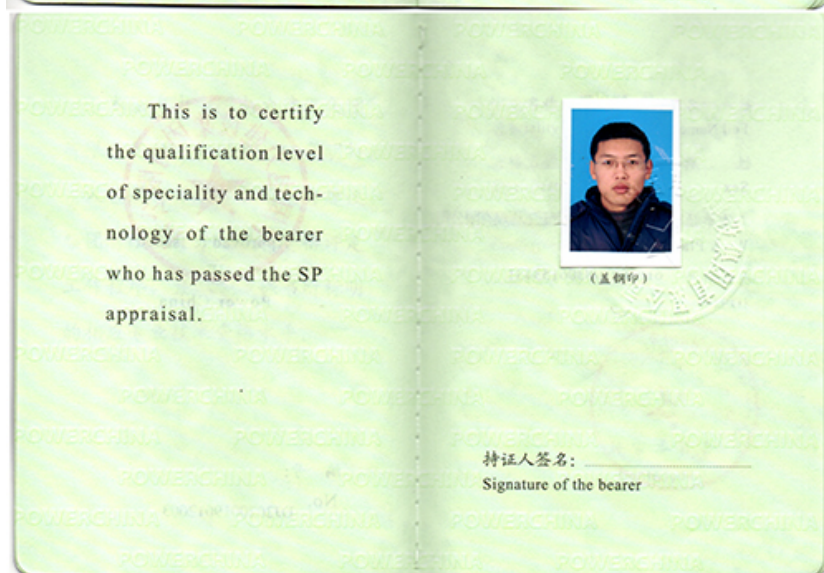 This is to certify
the qualification level
of speciality and tech-
nology of the bearer
who has passed the SP
appraisal.
(盖钢印)
持证人签名:
Signature of the bearer
POWERCHINA